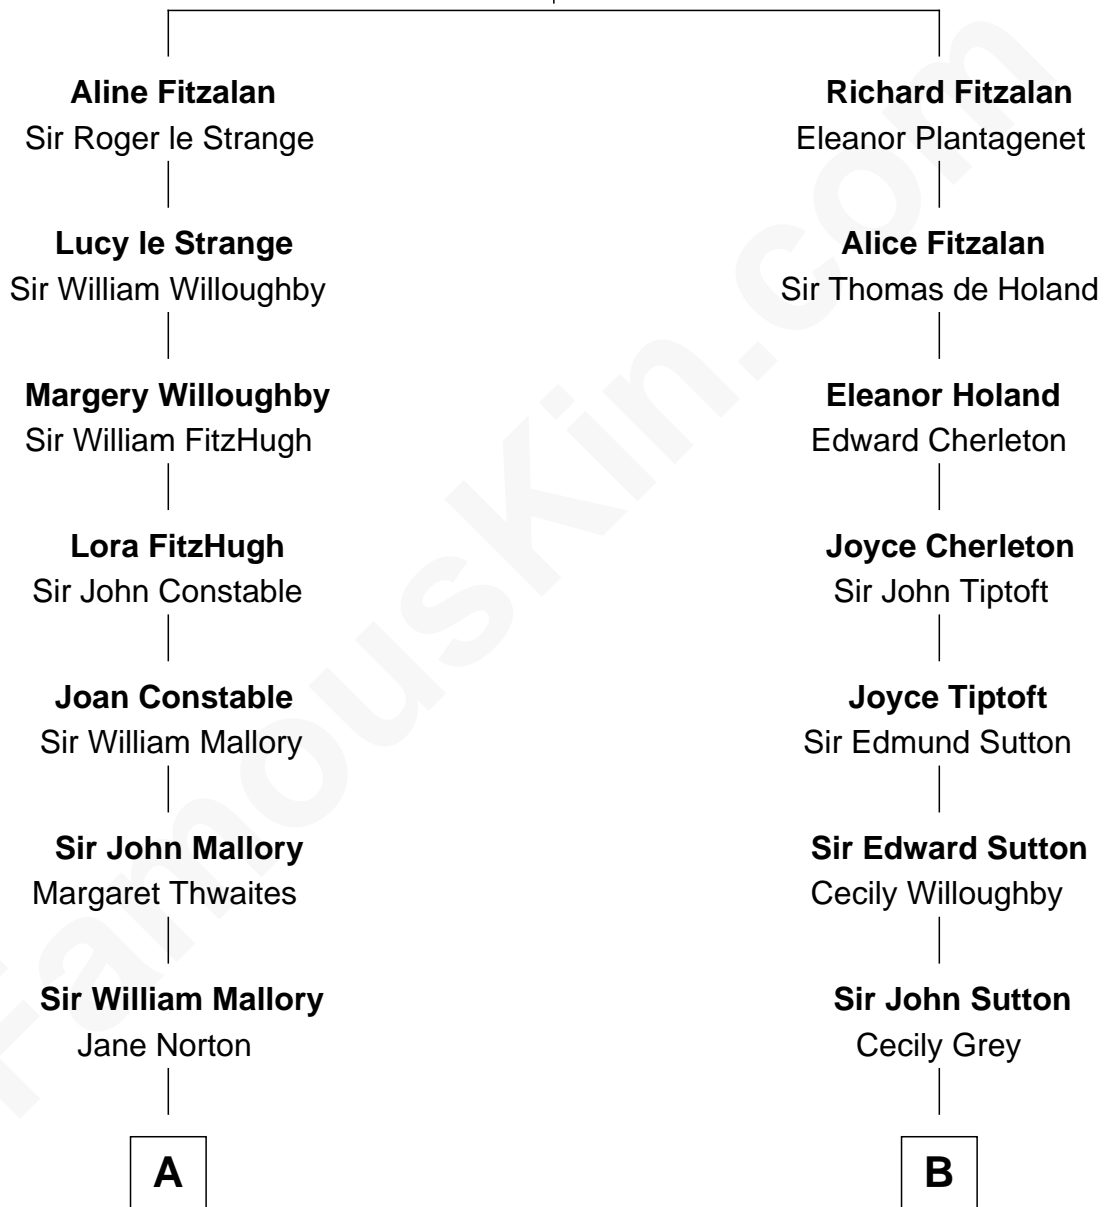 Aline Fitzalan
Sir Roger le Strange
Lucy le Strange
Sir William Willoughby
Margery Willoughby
Sir William FitzHugh
Lora FitzHugh
Sir John Constable
Joan Constable
Sir William Mallory
Sir John Mallory
Margaret Thwaites
Sir William Mallory
Jane Norton
A
Richard Fitzalan
Eleanor Plantagenet
Alice Fitzalan
Sir Thomas de Holand
Eleanor Holand
Edward Cherleton
Joyce Cherleton
Sir John Tiptoft
Joyce Tiptoft
Sir Edmund Sutton
Sir Edward Sutton
Cecily Willoughby
Sir John Sutton
Cecily Grey
B
FamousKin.com